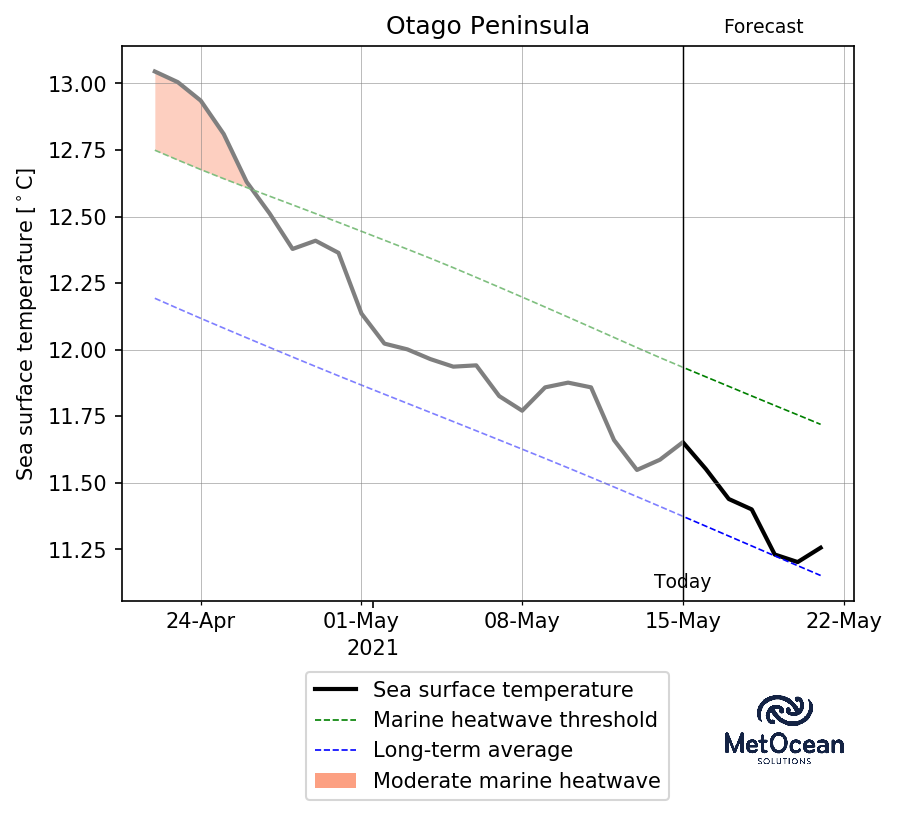 Otago Peninsula
Forecast
Sea surface temperature [°C]
13.00
12.75
12.50
12.25
12.00
11.75
11.50
11.25
Today
24-Apr
01-May
08-May
15-May
22-May
2021
Sea surface temperature
Marine heatwave threshold
Long-term average
Moderate marine heatwave
MetOcean
SOLUTIONS